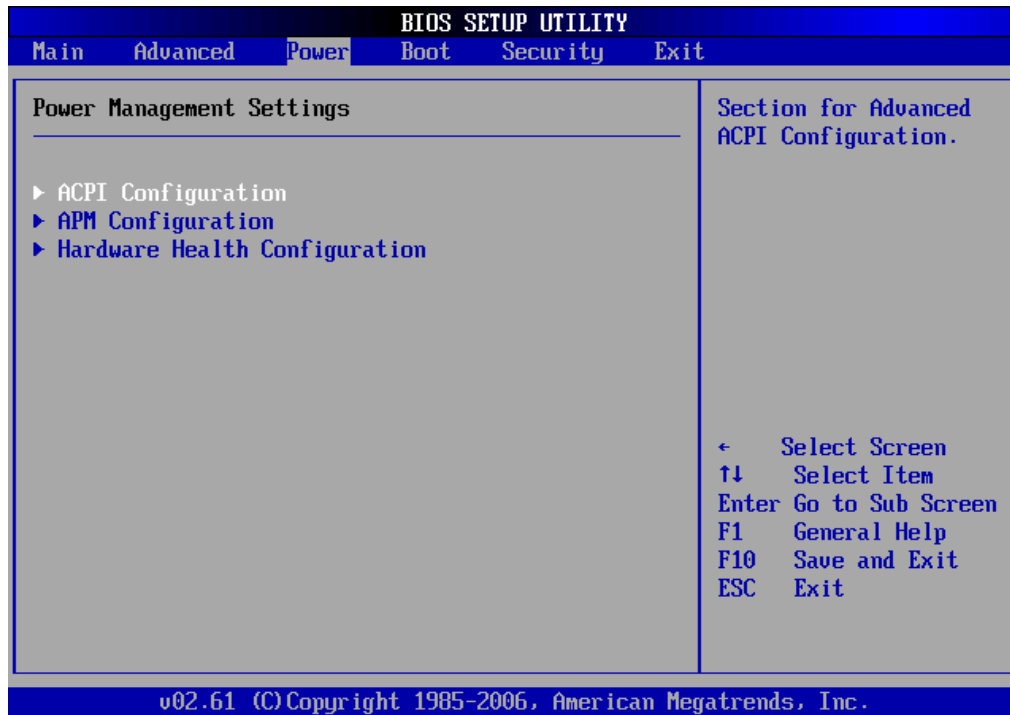 BIOS SETUP UTILITY
Main Advanced Power Boot Security Exit
Power Management Settings
▶ ACPI Configuration
▶ APM Configuration
▶ Hardware Health Configuration
Section for Advanced
ACPI Configuration.
← Select Screen
↑↓ Select Item
Enter Go to Sub Screen
F1 General Help
F10 Save and Exit
ESC Exit
v02.61 (C)Copyright 1985-2006, American Megatrends, Inc.